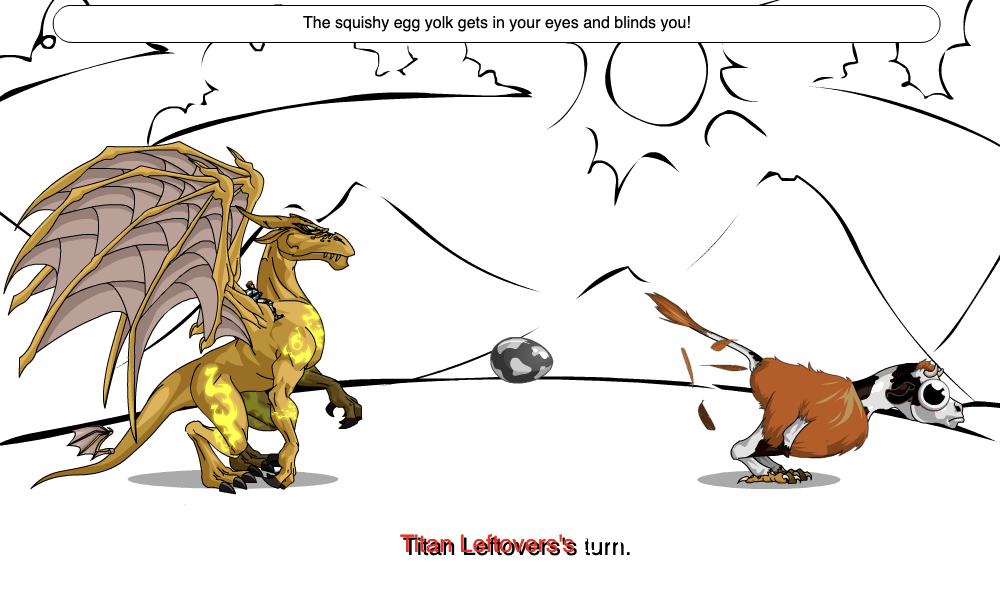 The squishy egg yolk gets in your eyes and blinds you!
Titan Leftovers's turn.